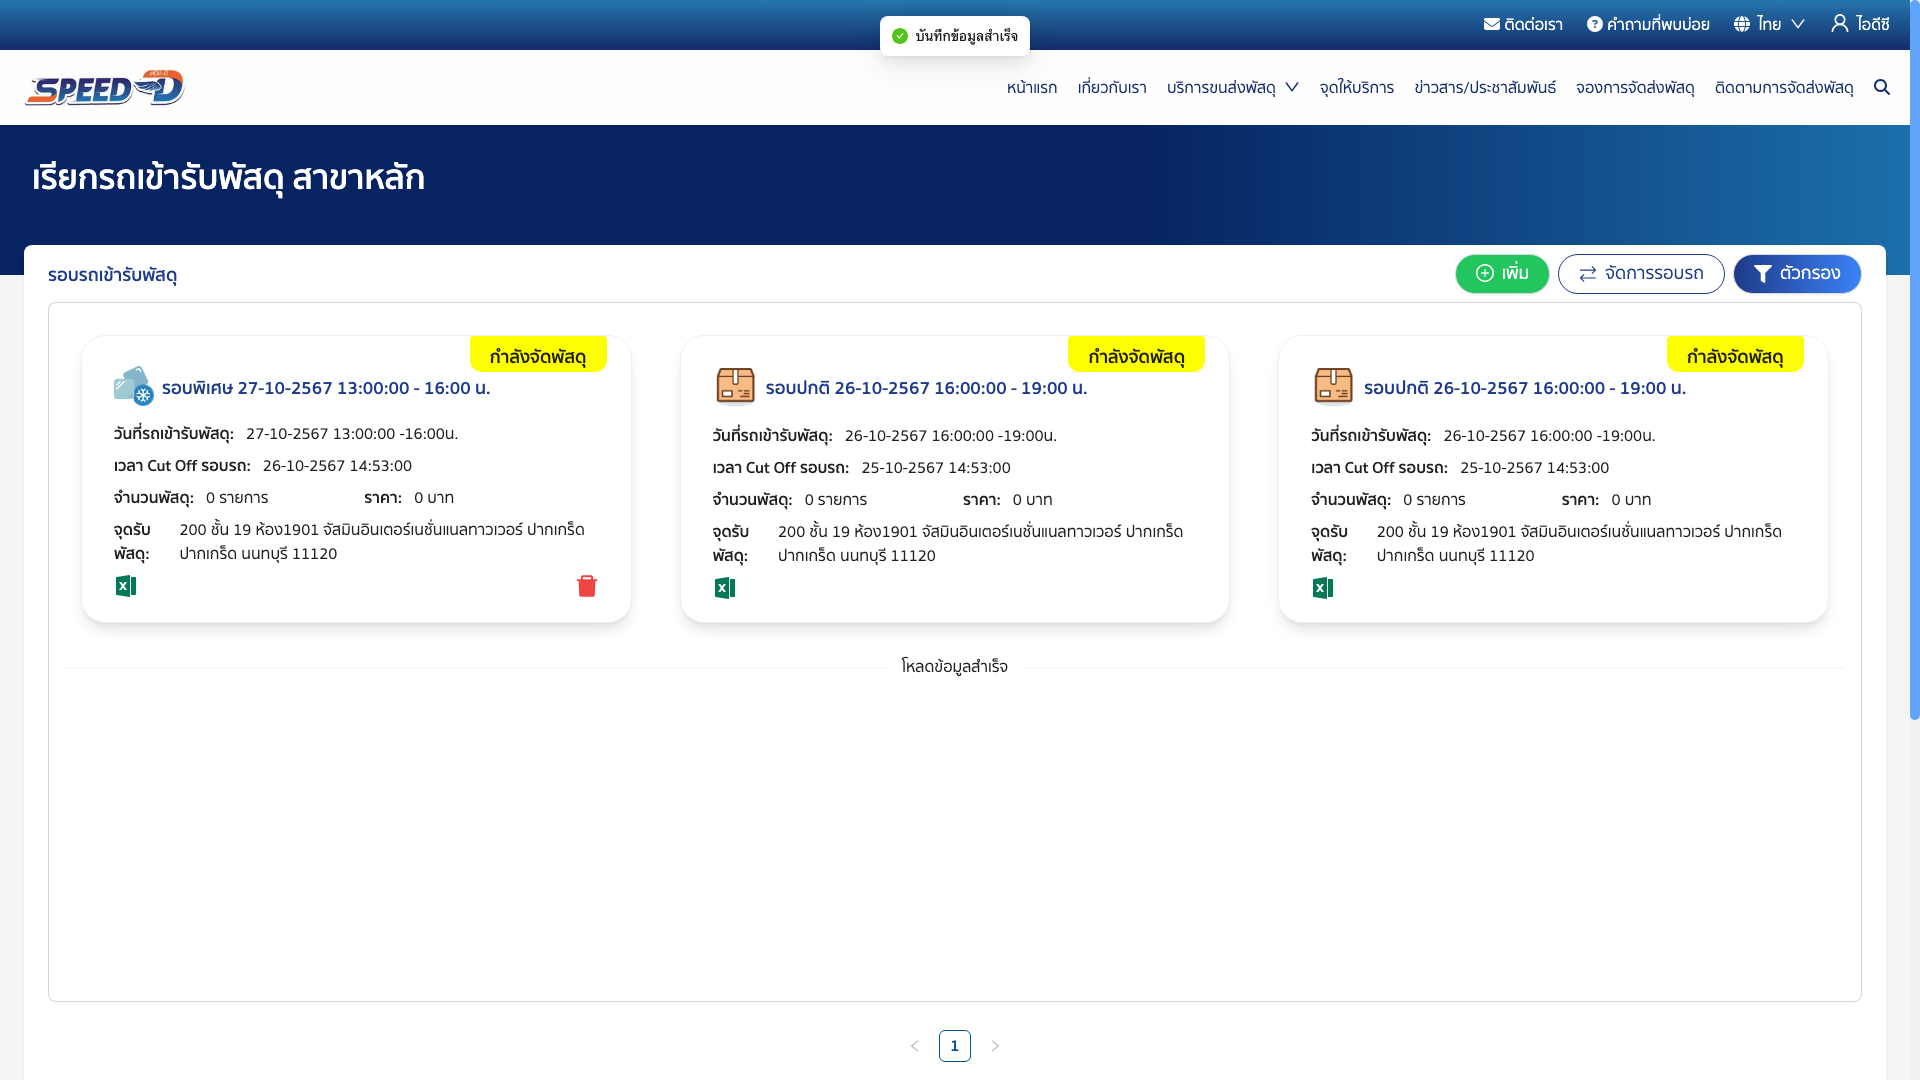 บันทึกข้อมูลสำเร็จ
ติดต่อเรา คำถามที่พบบ่อย ไทย ไอดีซี
SPEED-D
หน้าแรก เกี่ยวกับเรา บริการขนส่งพัสดุ จุดให้บริการ ข่าวสาร/ประชาสัมพันธ์ จองการจัดส่งพัสดุ ติดตามการจัดส่งพัสดุ
เรียกรถเข้ารับพัสดุ สาขาหลัก
รอบรถเข้ารับพัสดุ
เพิ่ม จัดการรอบรถ ตัวกรอง
กำลังจัดพัสดุ
รอบพิเศษ 27-10-2567 13:00:00 - 16:00 น.
วันที่รถเข้ารับพัสดุ: 27-10-2567 13:00:00 -16:00น.
เวลา Cut Off รอบรถ: 26-10-2567 14:53:00
จำนวนพัสดุ: 0 รายการ ราคา: 0 บาท
จุดรับพัสดุ: 200 ชั้น 19 ห้อง1901 จัสมินอินเตอร์เนชั่นแนลทาวเวอร์ ปากเกร็ด
ปากเกร็ด นนทบุรี 11120
กำลังจัดพัสดุ
รอบปกติ 26-10-2567 16:00:00 - 19:00 น.
วันที่รถเข้ารับพัสดุ: 26-10-2567 16:00:00 -19:00น.
เวลา Cut Off รอบรถ: 25-10-2567 14:53:00
จำนวนพัสดุ: 0 รายการ ราคา: 0 บาท
จุดรับพัสดุ: 200 ชั้น 19 ห้อง1901 จัสมินอินเตอร์เนชั่นแนลทาวเวอร์ ปากเกร็ด
ปากเกร็ด นนทบุรี 11120
กำลังจัดพัสดุ
รอบปกติ 26-10-2567 16:00:00 - 19:00 น.
วันที่รถเข้ารับพัสดุ: 26-10-2567 16:00:00 -19:00น.
เวลา Cut Off รอบรถ: 25-10-2567 14:53:00
จำนวนพัสดุ: 0 รายการ ราคา: 0 บาท
จุดรับพัสดุ: 200 ชั้น 19 ห้อง1901 จัสมินอินเตอร์เนชั่นแนลทาวเวอร์ ปากเกร็ด
ปากเกร็ด นนทบุรี 11120
โหลดข้อมูลสำเร็จ
1